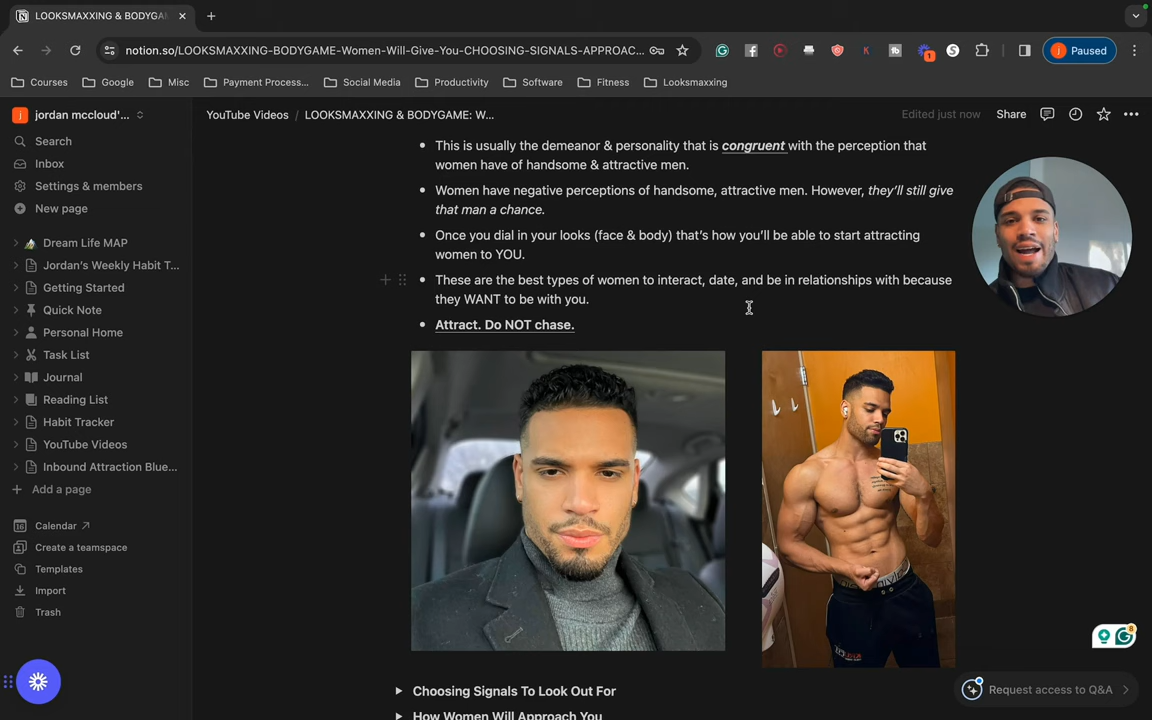 LOOKSMAXXING & BODYGA
notion.so/LOOKSMAXXING-BODYGAME-Women-Will-Give-You-CHOOSING-SIGNALS-APPROAC...
1
j Paused
Courses Google Misc Payment Process... Social Media Productivity Software Fitness Looksmaxxing
j jordan mccloud'...
YouTube Videos / LOOKSMAXXING & BODYGAME: W...
Edited just now Share
Search
Inbox
Settings & members
New page
Dream Life MAP
Jordan's Weekly Habit T...
Getting Started
Quick Note
Personal Home
Task List
Journal
Reading List
Habit Tracker
YouTube Videos
Inbound Attraction Blue...
Add a page
Calendar
Create a teamspace
Templates
Import
Trash
This is usually the demeanor & personality that is congruent with the perception that
women have of handsome & attractive men.
Women have negative perceptions of handsome, attractive men. However, they'll still give
that man a chance.
Once you dial in your looks (face & body) that's how you'll be able to start attracting
women to YOU.
These are the best types of women to interact, date, and be in relationships with because
they WANT to be with you.
Attract. Do NOT chase.
Choosing Signals To Look Out For
How Women Will Approach You
8
Request access to Q&A